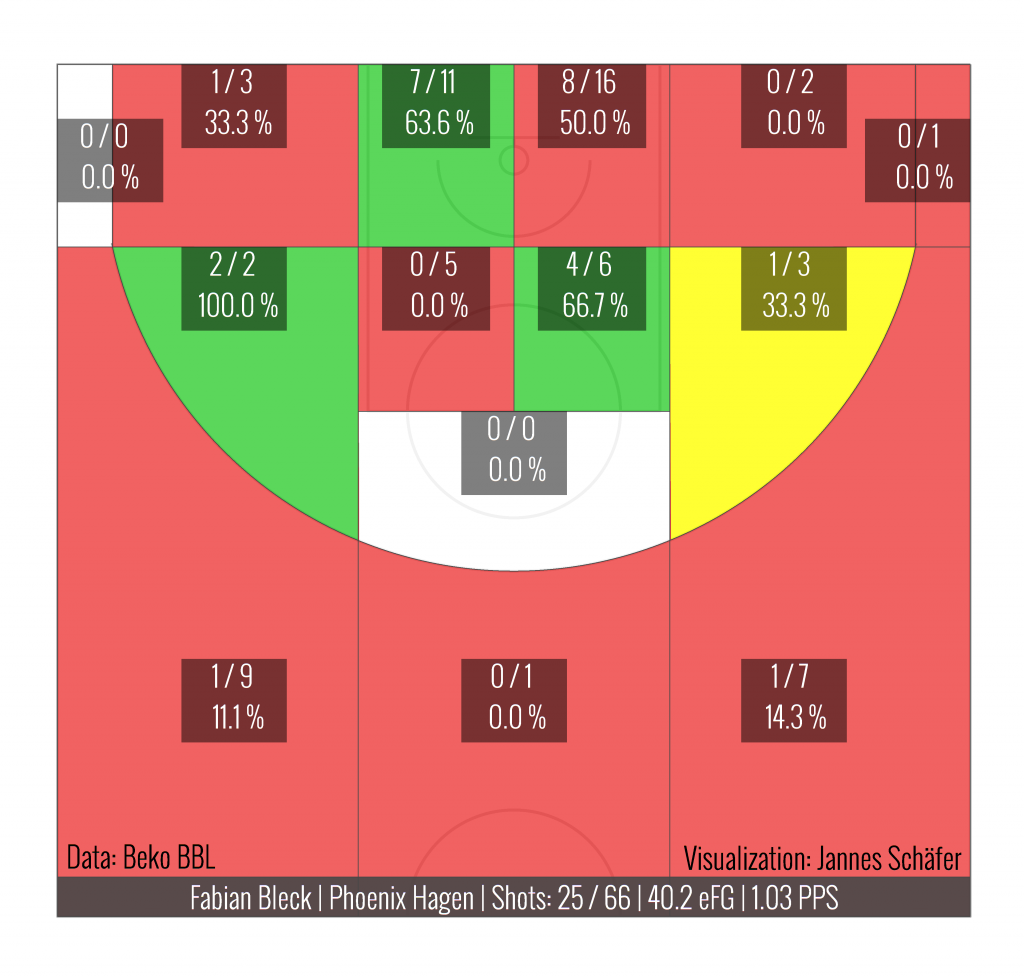 1 / 3
33.3 %
7 / 11
63.6 %
8 / 16
50.0 %
0 / 2
0.0 %
0 / 0
0.0 %
0 / 1
0.0 %
2 / 2
100.0 %
0 / 5
0.0 %
4 / 6
66.7 %
1 / 3
33.3 %
0 / 0
0.0 %
1 / 9
11.1 %
0 / 1
0.0 %
1 / 7
14.3 %
Data: Beko BBL
Visualization: Jannes Schäfer
Fabian Bleck | Phoenix Hagen | Shots: 25 / 66 | 40.2 eFG | 1.03 PPS